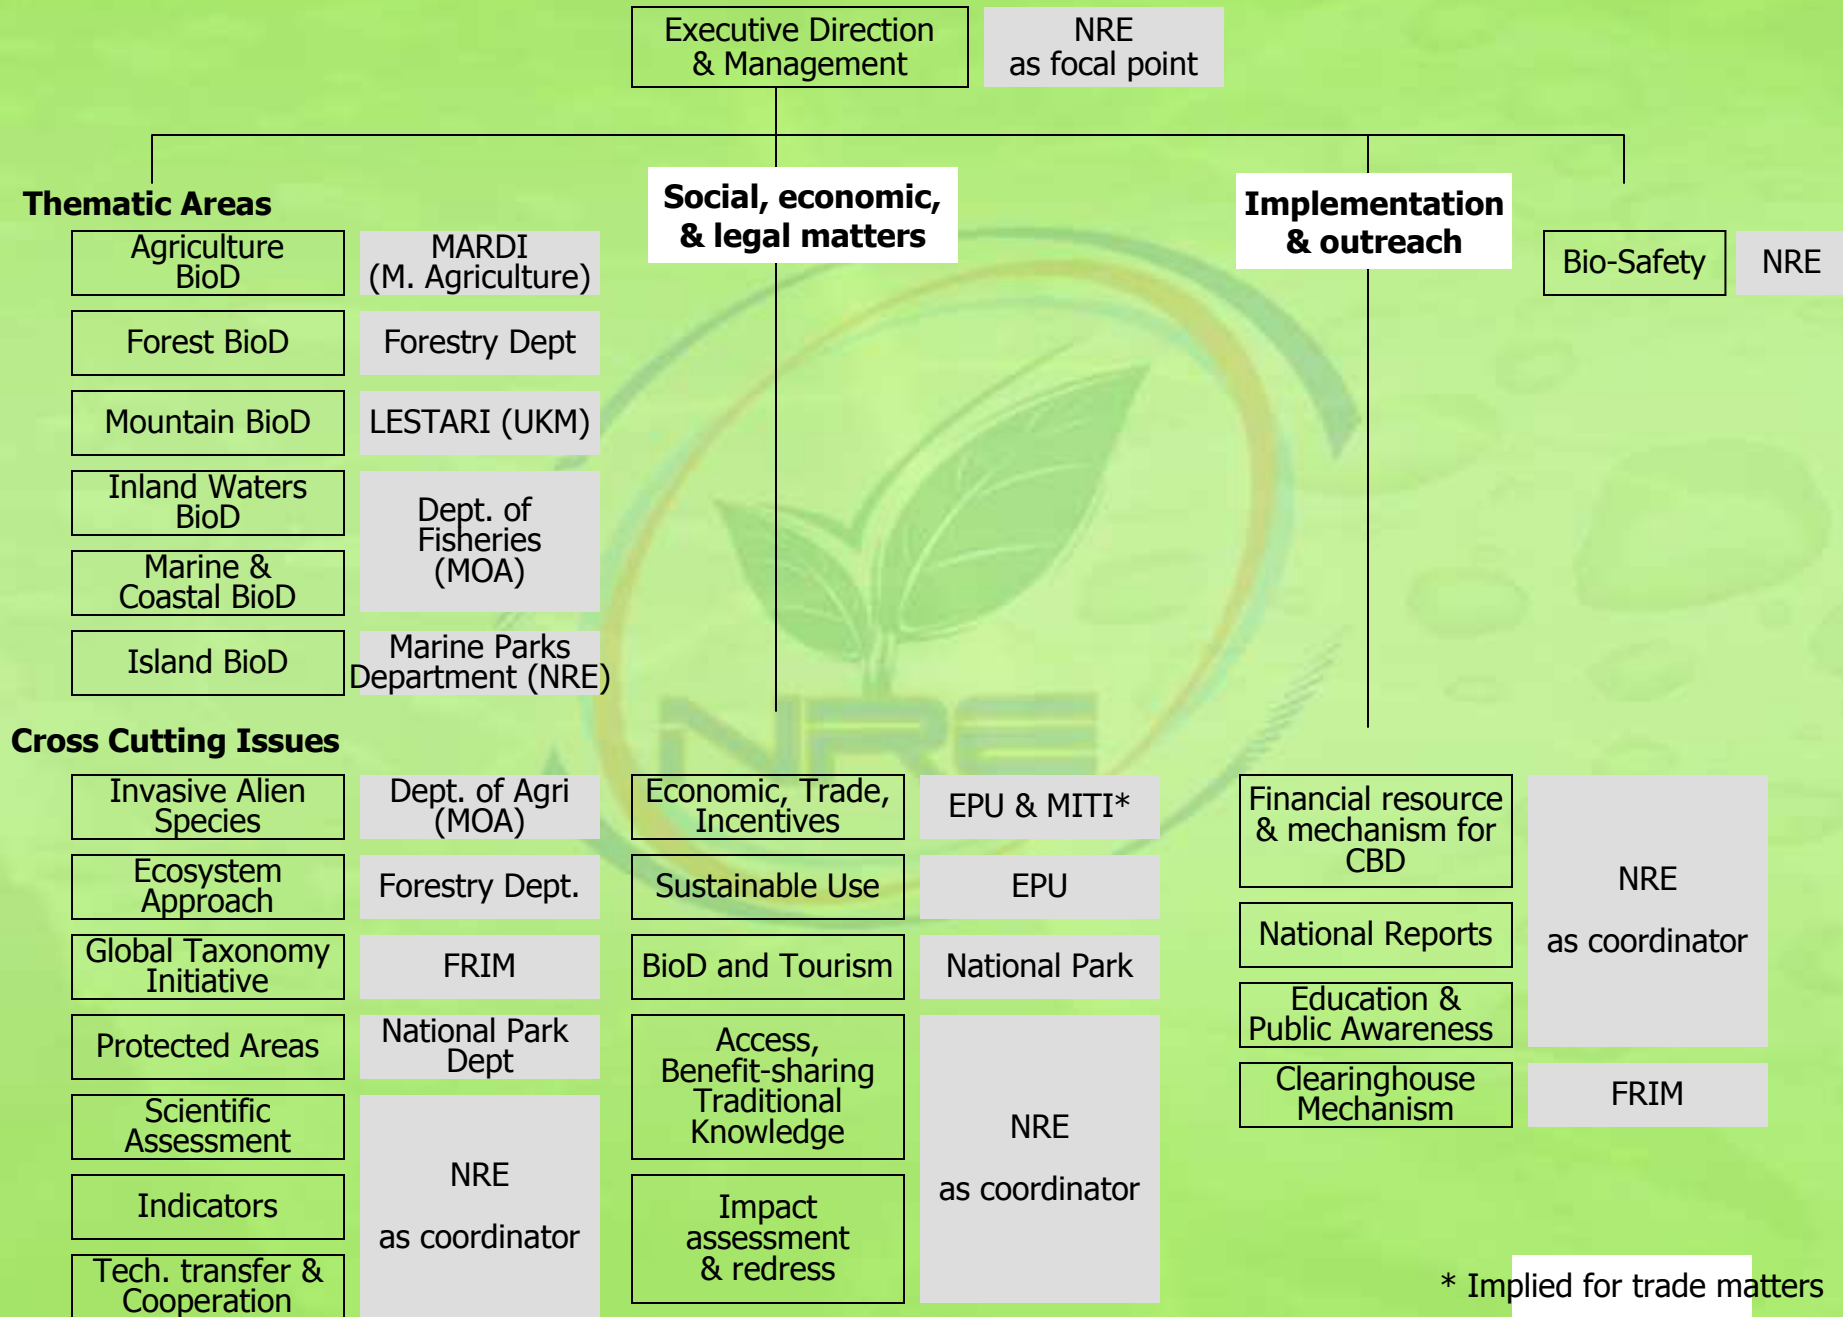 Executive Direction
& Management
NRE
as focal point
Thematic Areas
Agriculture
BioD
MARDI
(M. Agriculture)
Forest BioD
Forestry Dept
Mountain BioD
LESTARI (UKM)
Inland Waters
BioD
Marine &
Coastal BioD
Dept. of
Fisheries
(MOA)
Island BioD
Marine Parks
Department (NRE)
Cross Cutting Issues
Invasive Alien
Species
Dept. of Agri
(MOA)
Ecosystem
Approach
Forestry Dept.
Global Taxonomy
Initiative
FRIM
Protected Areas
National Park
Dept
Scientific
Assessment
Indicators
Tech. transfer &
Cooperation
NRE
as coordinator
Social, economic,
& legal matters
NRE
Economic, Trade,
Incentives
EPU & MITI*
Sustainable Use
EPU
BioD and Tourism
National Park
Access,
Benefit-sharing
Traditional
Knowledge
Impact
assessment
& redress
NRE
as coordinator
Implementation
& outreach
Financial resource
& mechanism for
CBD
National Reports
Education &
Public Awareness
NRE
as coordinator
Clearinghouse
Mechanism
FRIM
Bio-Safety
NRE
* Implied for trade matters